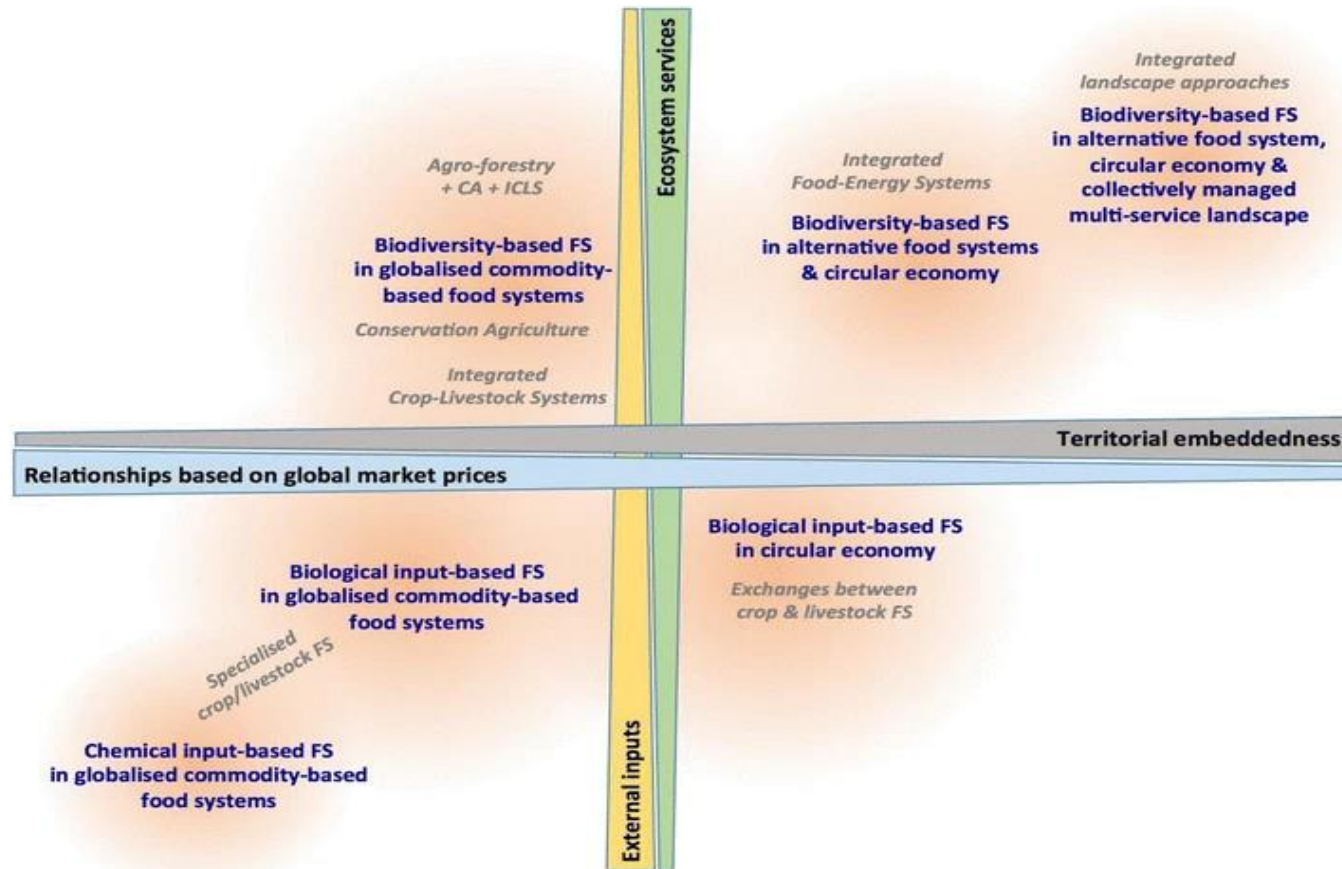 Ecosystem services
Integrated
landscape approaches
Biodiversity-based FS
in alternative food system,
circular economy &
collectively managed
multi-service landscape
Agro-forestry
+ CA + ICLS
Integrated
Food-Energy Systems
Biodiversity-based FS
in alternative food systems
& circular economy
Biodiversity-based FS
in globalised commodity-
based food systems
Conservation Agriculture
Integrated
Crop-Livestock Systems
Territorial embeddedness
Relationships based on global market prices
Biological input-based FS
in globalised commodity-based
food systems
Biological input-based FS
in circular economy
Exchanges between
crop & livestock FS
Specialised
crop/livestock FS
Chemical input-based FS
in globalised commodity-based
food systems
External inputs